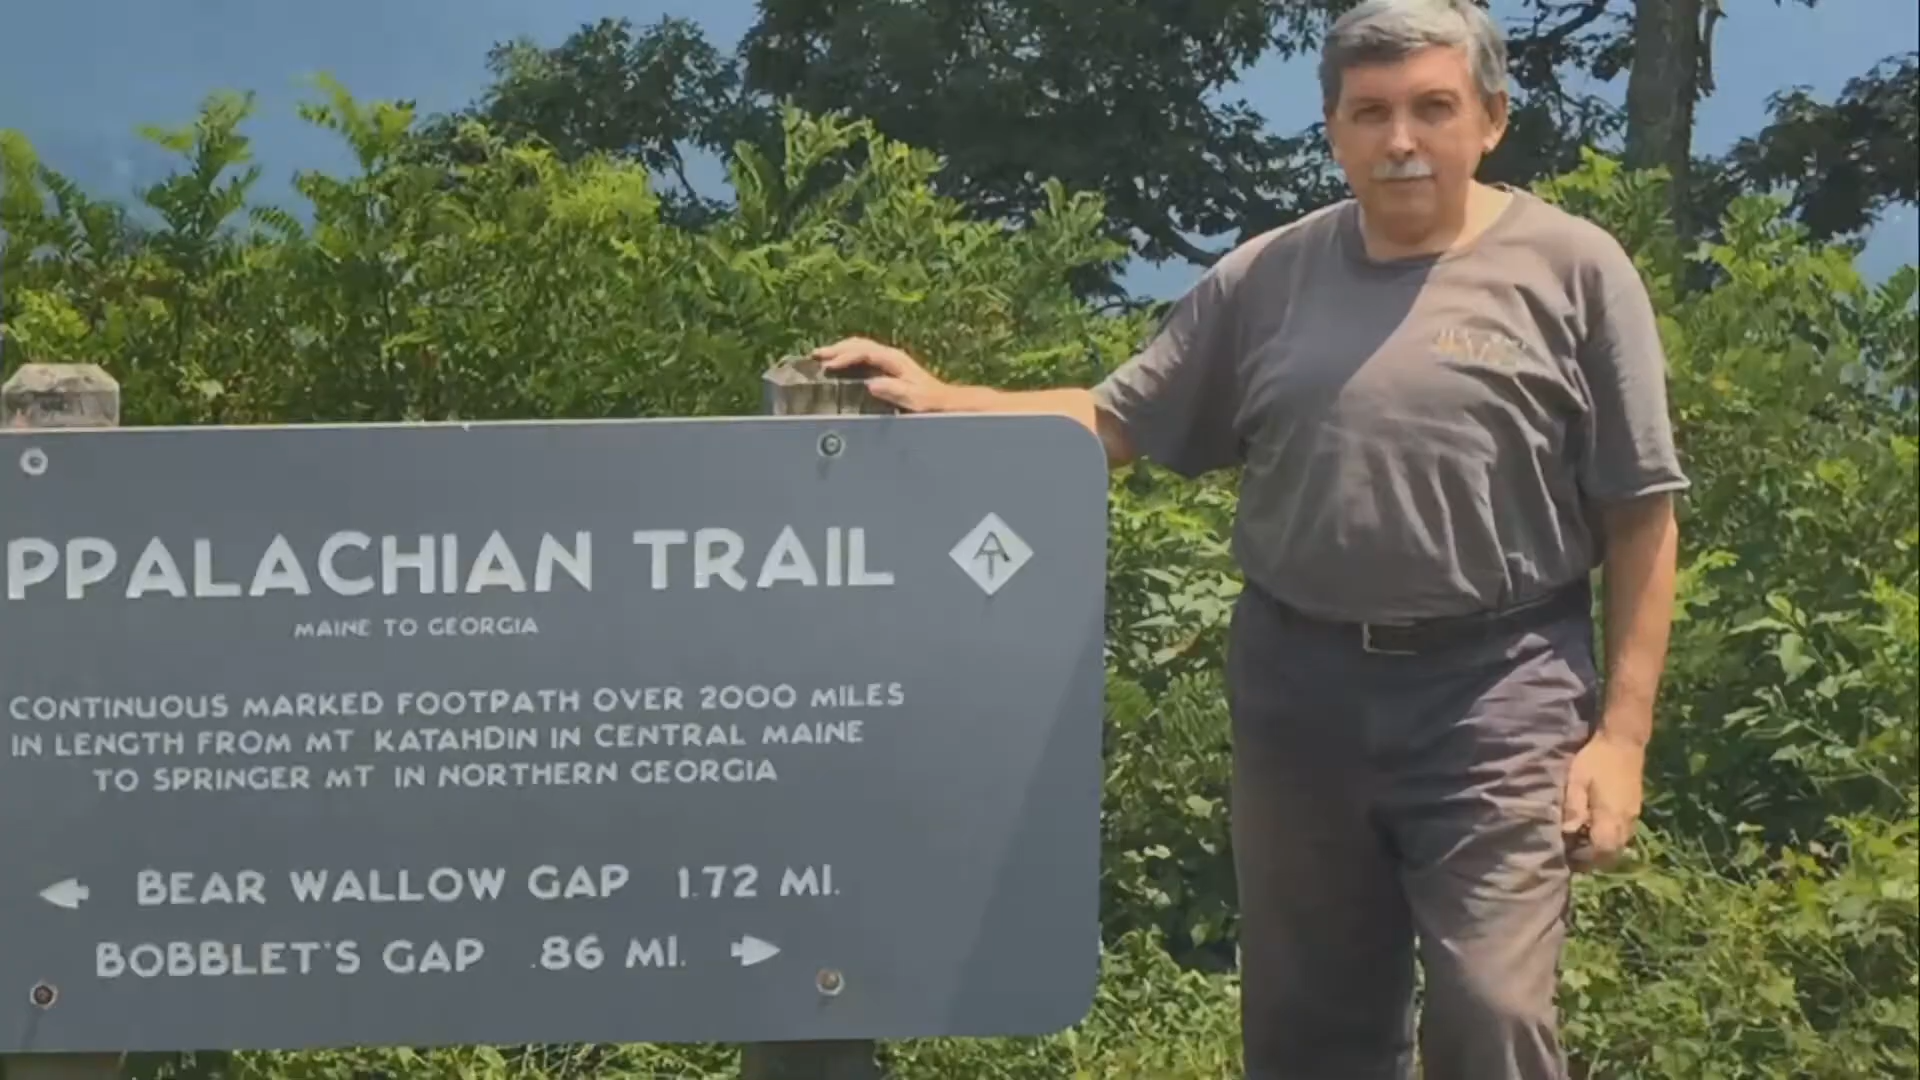 PPALACHIAN TRAIL
MAINE TO GEORGIA
CONTINUOUS MARKED FOOTPATH OVER 2000 MILES
IN LENGTH FROM MT KATAHDIN IN CENTRAL MAINE
TO SPRINGER MT IN NORTHERN GEORGIA
BEAR WALLOW GAP 1.72 MI.
BOBBLET'S GAP .86 MI.